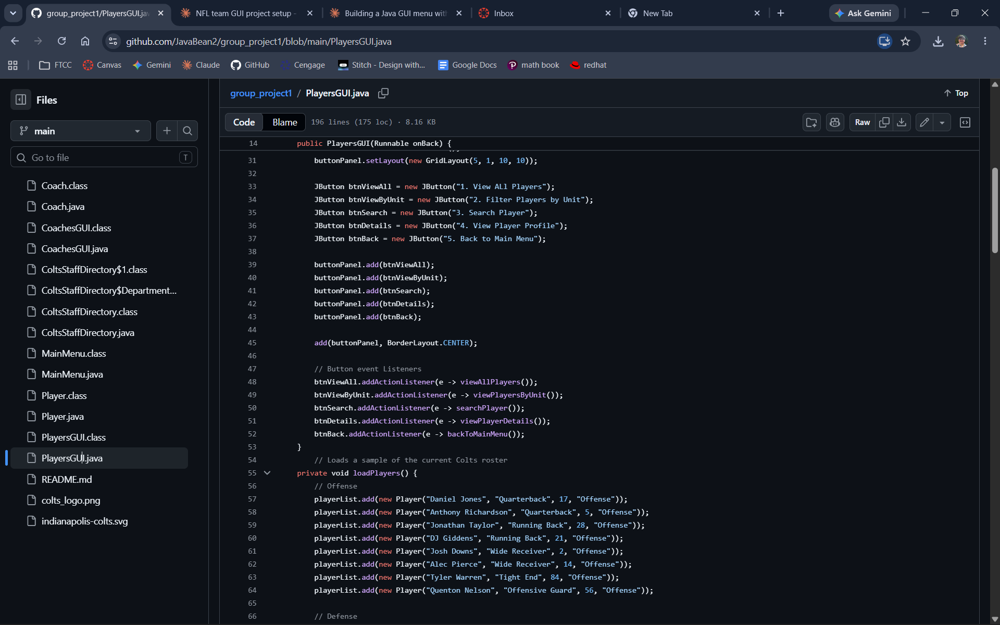 group_project1/PlayersGUI.ja
NFL team GUI project setup -
Building a Java GUI menu with
Inbox
New Tab
Ask Gemini
github.com/JavaBean2/group_project1/blob/main/PlayersGUI.java
FTCC
Canvas
Gemini
Claude
GitHub
Cengage
Stitch - Design with...
Google Docs
math book
redhat
Files
group_project1 / PlayersGUI.java
Top
main
Code
Blame
196 lines (175 loc) · 8.16 KB
Raw
Go to file
T
Coach.class
Coach.java
CoachesGUI.class
CoachesGUI.java
ColtsStaffDirectory$1.class
ColtsStaffDirectory$Department...
ColtsStaffDirectory.class
ColtsStaffDirectory.java
MainMenu.class
MainMenu.java
Player.class
Player.java
PlayersGUI.class
PlayersGUI.java
README.md
colts_logo.png
indianapolis-colts.svg
14 public PlayersGUI(Runnable onBack) {
31 buttonPanel.setLayout(new GridLayout(5, 1, 10, 10));
32
33 JButton btnViewAll = new JButton("1. View ALl Players");
34 JButton btnViewByUnit = new JButton("2. Filter Players by Unit");
35 JButton btnSearch = new JButton("3. Search Player");
36 JButton btnDetails = new JButton("4. View Player Profile");
37 JButton btnBack = new JButton("5. Back to Main Menu");
38
39 buttonPanel.add(btnViewAll);
40 buttonPanel.add(btnViewByUnit);
41 buttonPanel.add(btnSearch);
42 buttonPanel.add(btnDetails);
43 buttonPanel.add(btnBack);
44
45 add(buttonPanel, BorderLayout.CENTER);
46
47 // Button event Listeners
48 btnViewAll.addActionListener(e -> viewAllPlayers());
49 btnViewByUnit.addActionListener(e -> viewPlayersByUnit());
50 btnSearch.addActionListener(e -> searchPlayer());
51 btnDetails.addActionListener(e -> viewPlayerDetails());
52 btnBack.addActionListener(e -> backToMainMenu());
53 }
54 // Loads a sample of the current Colts roster
55 private void loadPlayers() {
56 // Offense
57 playerList.add(new Player("Daniel Jones", "Quarterback", 17, "Offense"));
58 playerList.add(new Player("Anthony Richardson", "Quarterback", 5, "Offense"));
59 playerList.add(new Player("Jonathan Taylor", "Running Back", 28, "Offense"));
60 playerList.add(new Player("DJ Giddens", "Running Back", 21, "Offense"));
61 playerList.add(new Player("Josh Downs", "Wide Receiver", 2, "Offense"));
62 playerList.add(new Player("Alec Pierce", "Wide Receiver", 14, "Offense"));
63 playerList.add(new Player("Tyler Warren", "Tight End", 84, "Offense"));
64 playerList.add(new Player("Quenton Nelson", "Offensive Guard", 56, "Offense"));
65
66 // Defense